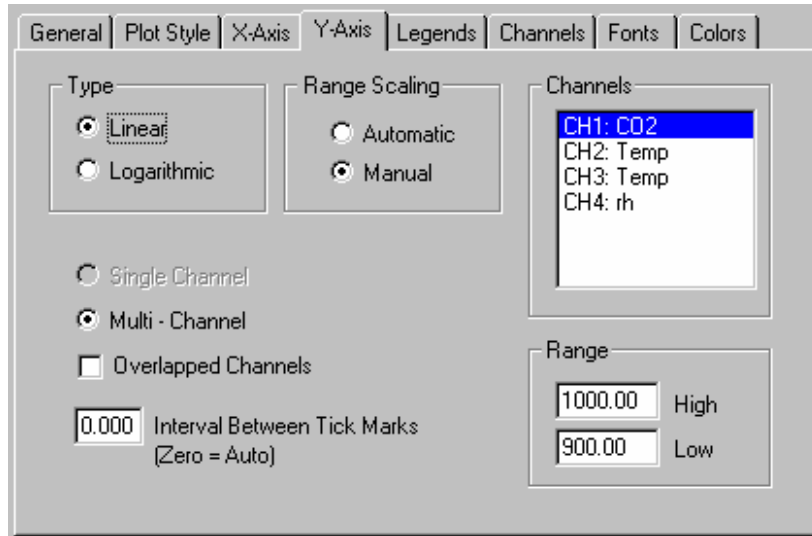 General Plot Style X-Axis Y-Axis Legends Channels Fonts Colors
Type
Linear
Logarithmic
Range Scaling
Automatic
Manual
Channels
CH1: CO2
CH2: Temp
CH3: Temp
CH4: rh
Single Channel
Multi - Channel
Overlapped Channels
0.000 Interval Between Tick Marks
(Zero = Auto)
Range
1000.00 High
900.00 Low